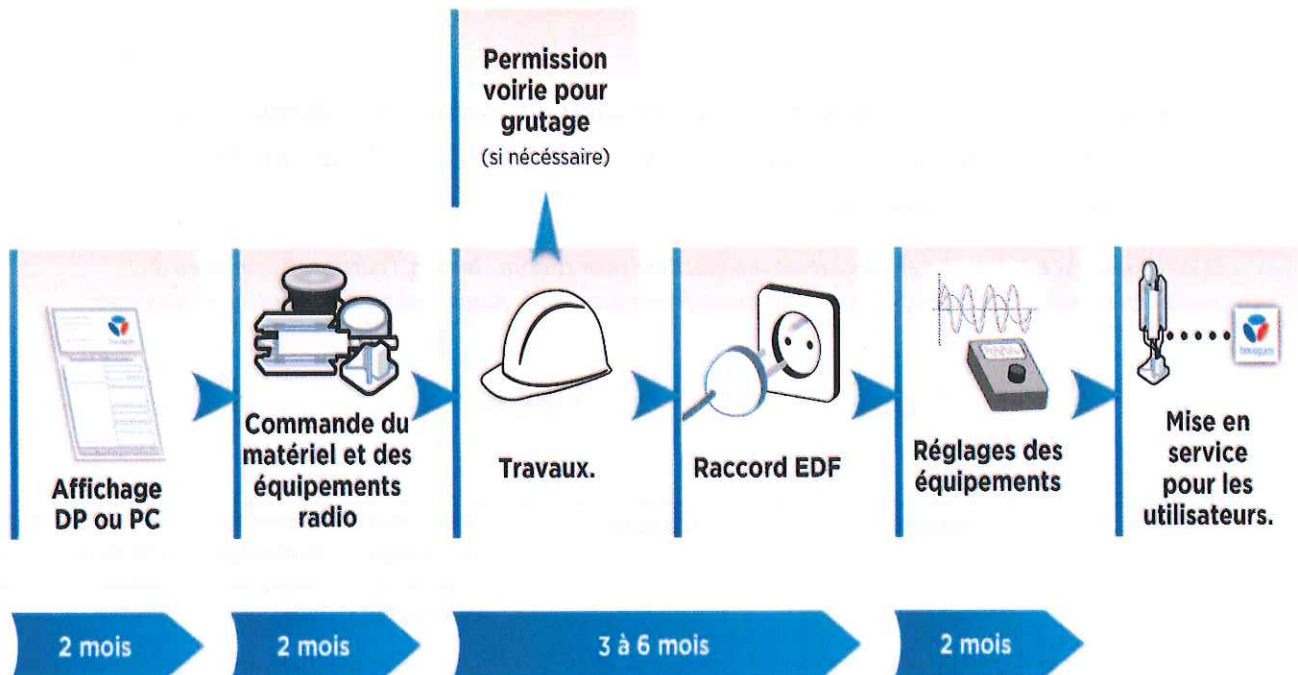 Permission
voirie pour
grutage
(si nécéssaire)
Affichage
DP ou PC
Commande du
matériel et des
équipements
radio
Travaux.
Raccord EDF
Réglages des
équipements
Mise en
service
pour les
utilisateurs.
2 mois
2 mois
3 à 6 mois
2 mois